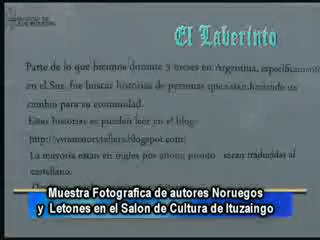 El Laberinto
Parte de lo que hicimos durante 3 meses en Argentina, específicamente
en el Sur, fue buscar historias de personas que están haciendo un
cambio para su comunidad.
Estas historias se pueden leer en el blog:
La mayoría están en ingles pos ahora pronto serán traducidas al
castellano.
Muestra Fotografica de autores Noruegos
y Letones en el Salon de Cultura de Ituzaingo